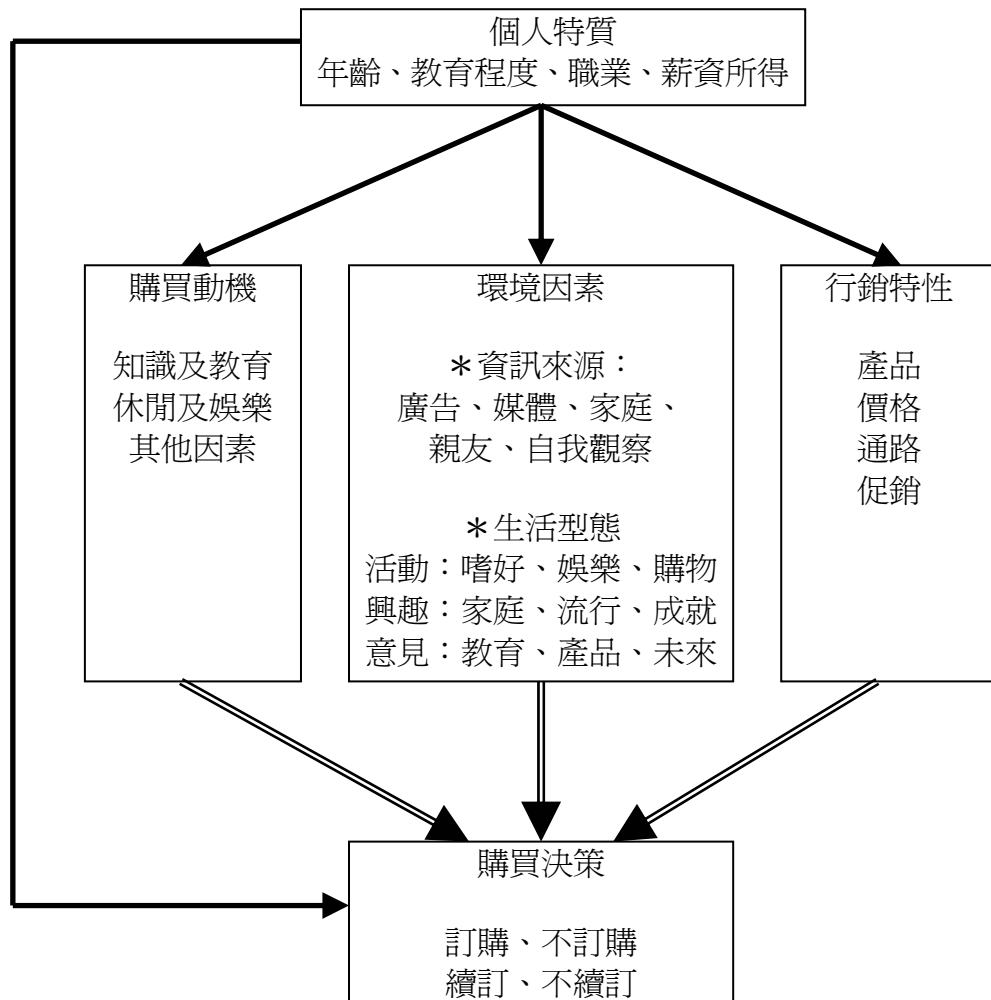 個人特質
年齡、教育程度、職業、薪資所得
購買動機
知識及教育
休閒及娛樂
其他因素
環境因素
＊資訊來源：
廣告、媒體、家庭、
親友、自我觀察
＊生活型態
活動：嗜好、娛樂、購物
興趣：家庭、流行、成就
意見：教育、產品、未來
行銷特性
產品
價格
通路
促銷
購買決策
訂購、不訂購
續訂、不續訂